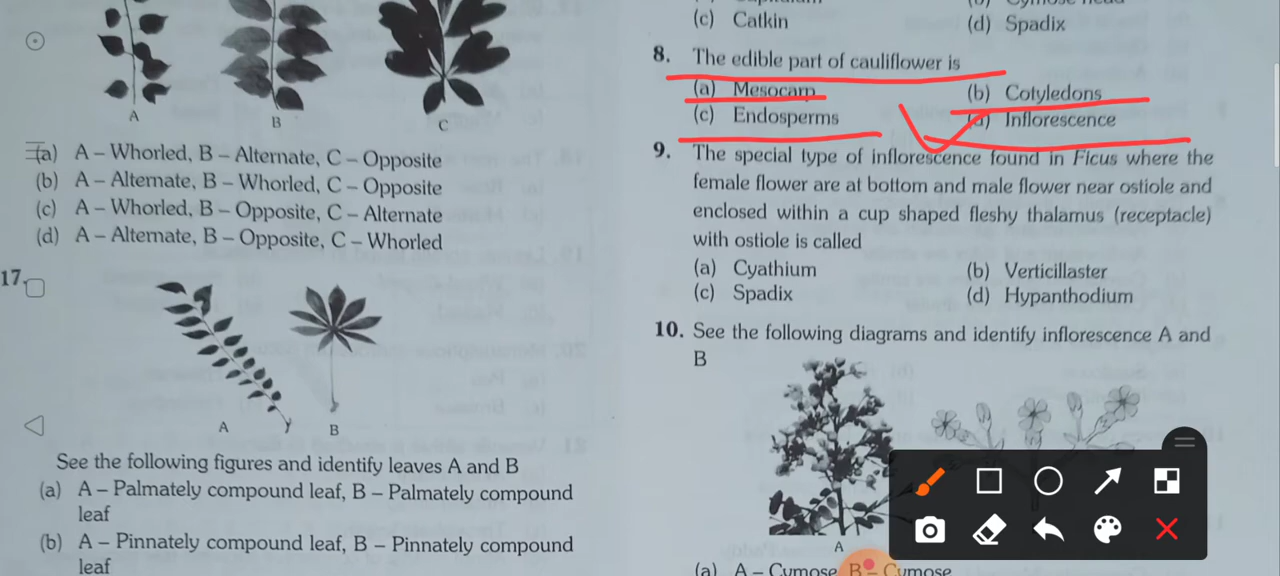 A
B
C
(a) A – Whorled, B – Alternate, C – Opposite
(b) A – Alternate, B – Whorled, C – Opposite
(c) A – Whorled, B – Opposite, C – Alternate
(d) A – Alternate, B – Opposite, C – Whorled
17.
A
B
See the following figures and identify leaves A and B
(a) A – Palmately compound leaf, B – Palmately compound
leaf
(b) A – Pinnately compound leaf, B – Pinnately compound
leaf
(c) Catkin
(d) Spadix
8. The edible part of cauliflower is
(a) Mesocarp
(b) Cotyledons
(c) Endosperms
(d) Inflorescence
9. The special type of inflorescence found in Ficus where the
female flower are at bottom and male flower near ostiole and
enclosed within a cup shaped fleshy thalamus (receptacle)
with ostiole is called
(a) Cyathium
(b) Verticillaster
(c) Spadix
(d) Hypanthodium
10. See the following diagrams and identify inflorescence A and
B
A
(a) A – Cymose, B – Cymose